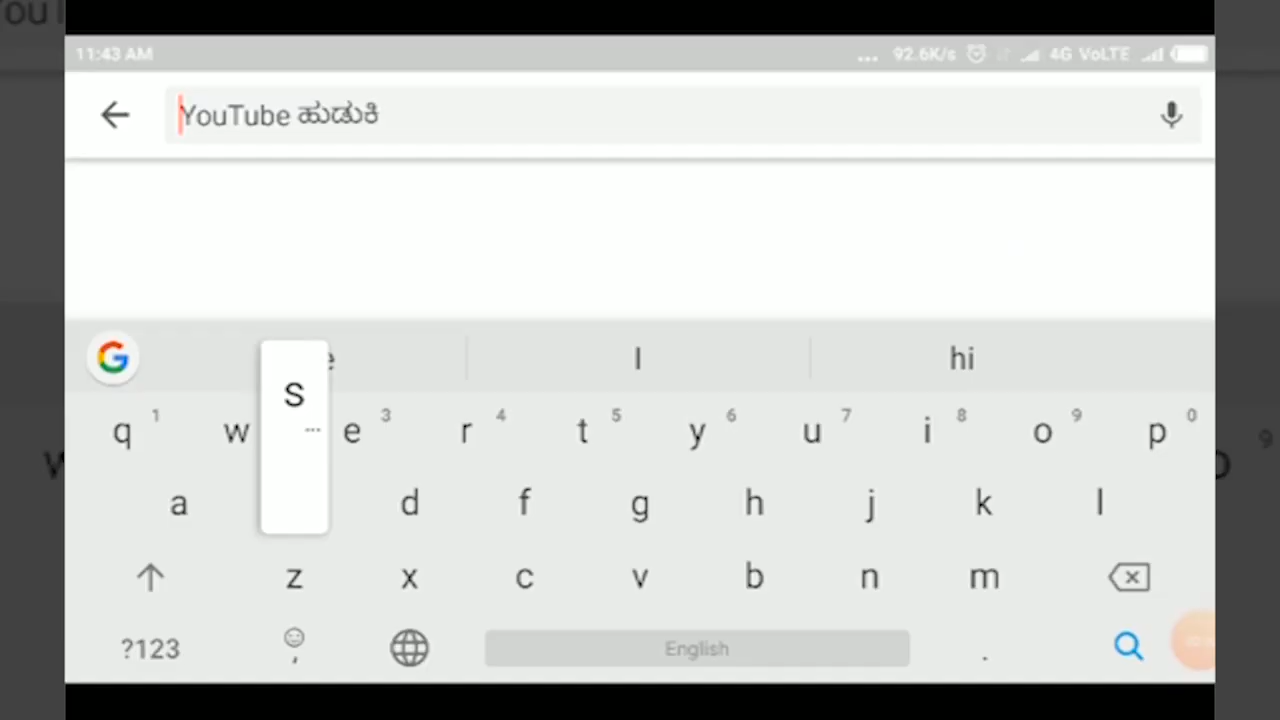 11:43 AM
... 92.6K/s 4G VoLTE
YouTube ಹುಡುಕಿ
I hi
S
...
q 1 w e 3 r 4 t 5 y 6 u 7 i 8 o 9 p 0
a d f g h j k l
z x c v b n m
?123 , English .